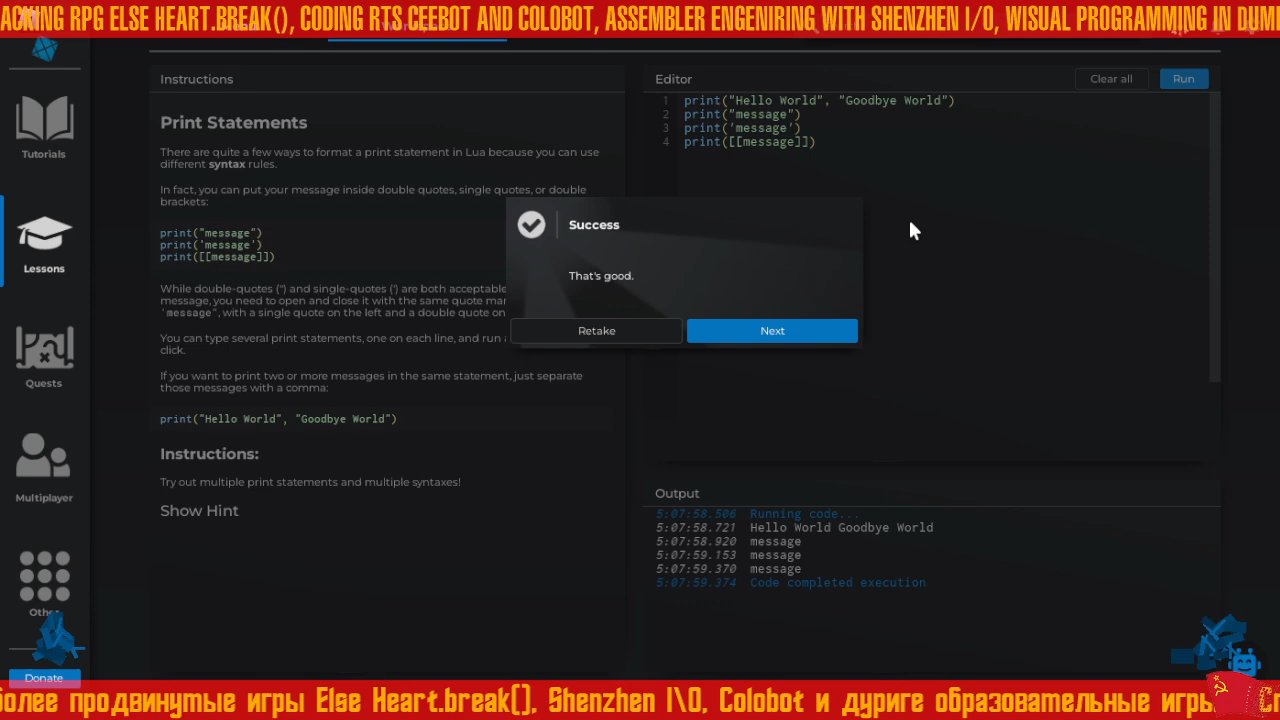 ACKING RPG ELSE HEART.BREAK(), CODING RTS CEEBOT AND COLOBOT, ASSEMBLER ENGENIRING WITH SHENZHEN I/O, WISUAL PROGRAMMING IN DUM
Instructions
Print Statements
There are quite a few ways to format a print statement in Lua because you can use
different syntax rules.
In fact, you can put your message inside double quotes, single quotes, or double
brackets:
print("message")
print('message')
print([[message]])
While double-quotes (") and single-quotes (') are both acceptable
message, you need to open and close it with the same quote mar
'message", with a single quote on the left and a double quote on
You can type several print statements, one on each line, and run a
click.
If you want to print two or more messages in the same statement, just separate
those messages with a comma:
print("Hello World", "Goodbye World")
Instructions:
Try out multiple print statements and multiple syntaxes!
Show Hint
Tutorials
Lessons
Quests
Multiplayer
Other
Donate
Editor
Clear all
Run
1 print("Hello World", "Goodbye World")
2 print("message")
3 print('message')
4 print([[message]])
Success
That's good.
Retake
Next
Output
5:07:58.506 Running code...
5:07:58.721 Hello World Goodbye World
5:07:58.920 message
5:07:59.153 message
5:07:59.370 message
5:07:59.374 Code completed execution
более продвинутые игры Else Heart.break(), Shenzhen I\O, Colobot и дуриге образовательные игры